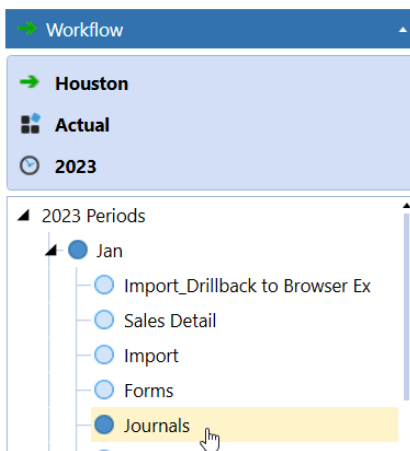 Workflow
Houston
Actual
2023
2023 Periods
Jan
Import_Drillback to Browser Ex
Sales Detail
Import
Forms
Journals